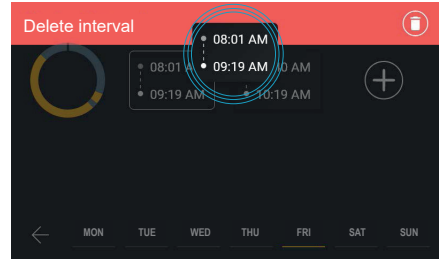 Delete interval
08:01 AM
09:19 AM
08:01 A
0 AM
09:19 AM
10:19 AM
MON TUE WED THU FRI SAT SUN